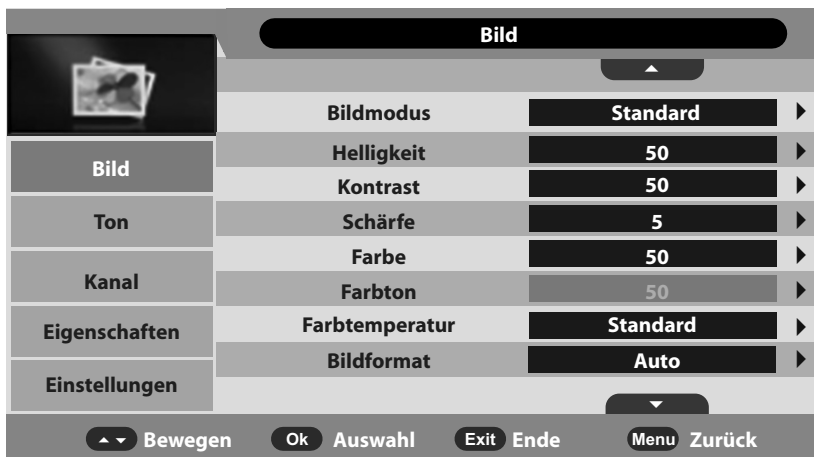 Bild
Bildmodus Standard
Helligkeit 50
Kontrast 50
Schärfe 5
Farbe 50
Farbton 50
Farbtemperatur Standard
Bildformat Auto
Bild
Ton
Kanal
Eigenschaften
Einstellungen
Bewegen Ok Auswahl Exit Ende Menu Zurück